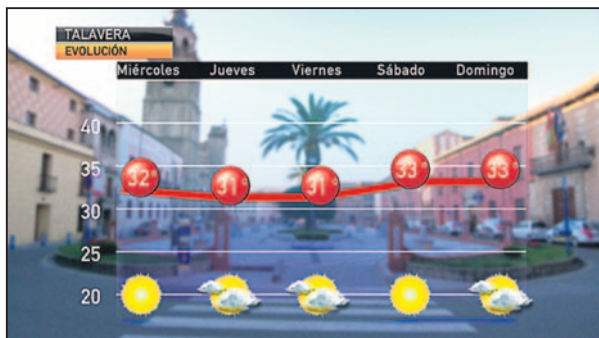 TALAVERA
EVOLUCIÓN
Miércoles Jueves Viernes Sábado Domingo
40
35
32° 31° 31° 33° 33°
30
25
20